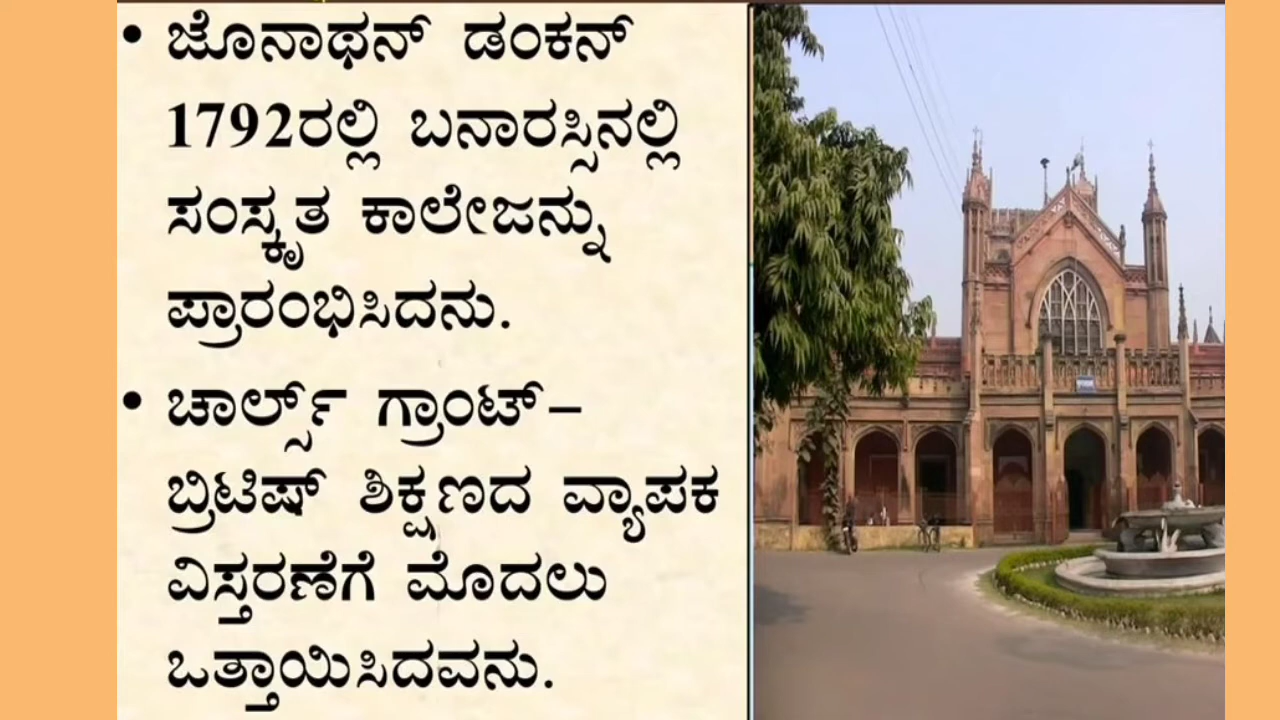 • ಜೊನಾಥನ್ ಡಂಕನ್
1792ರಲ್ಲಿ ಬನಾರಸ್ಸಿನಲ್ಲಿ
ಸಂಸ್ಕೃತ ಕಾಲೇಜನ್ನು
ಪ್ರಾರಂಭಿಸಿದನು.
• ಚಾರ್ಲ್ಸ್ ಗ್ರಾಂಟ್–
ಬ್ರಿಟಿಷ್ ಶಿಕ್ಷಣದ ವ್ಯಾಪಕ
ವಿಸ್ತರಣೆಗೆ ಮೊದಲು
ಒತ್ತಾಯಿಸಿದವನು.